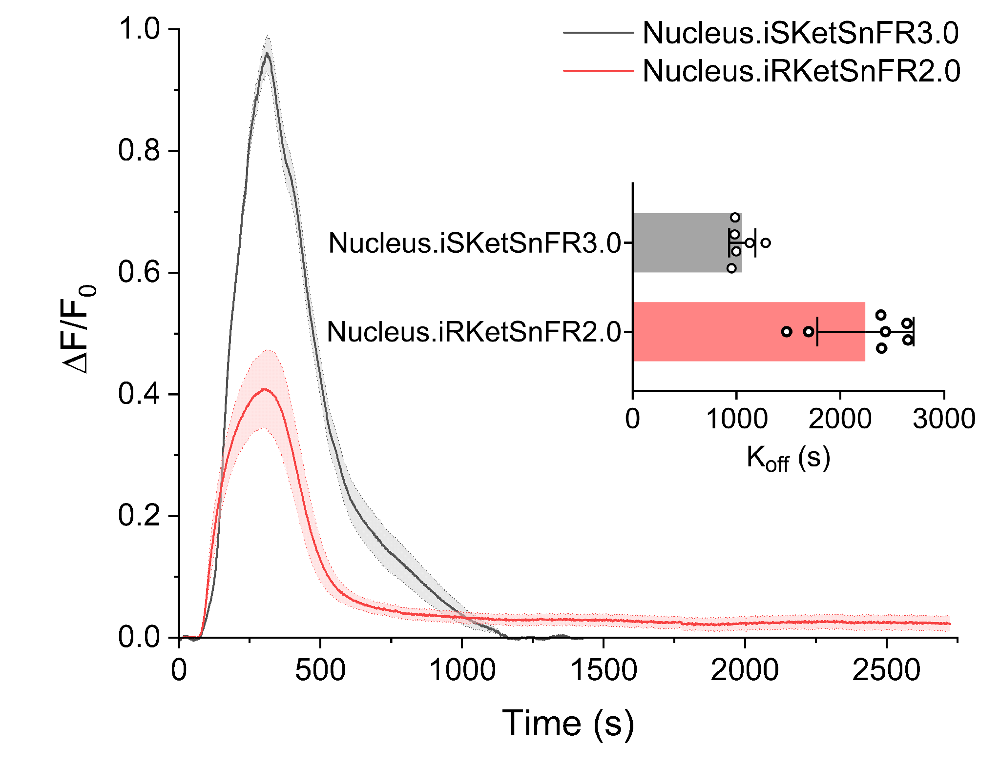 Nucleus.iSKetSnFR3.0
Nucleus.iRKetSnFR2.0
1.0
0.8
0.6
0.4
0.2
0.0
ΔF/F0
0 500 1000 1500 2000 2500
Time (s)
Nucleus.iSKetSnFR3.0
Nucleus.iRKetSnFR2.0
0 1000 2000 3000
Koff (s)